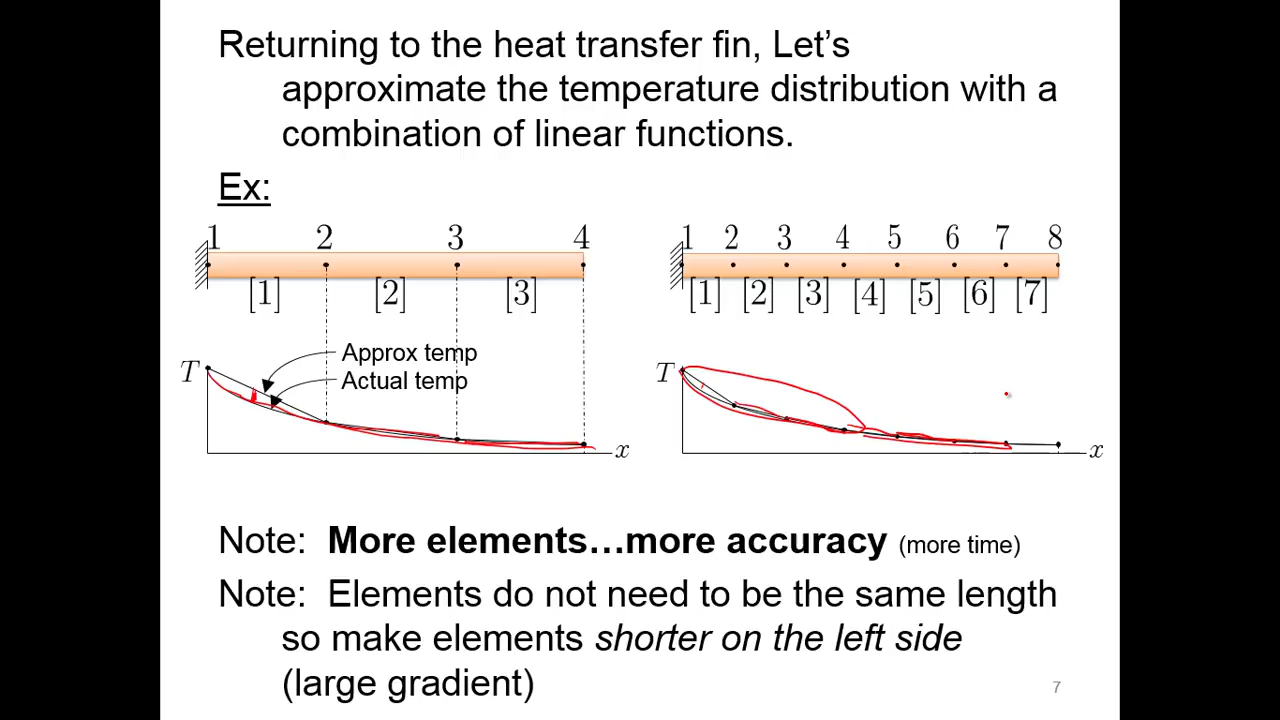 Returning to the heat transfer fin, Let's
approximate the temperature distribution with a
combination of linear functions.
Ex:
1 2 3 4
[1] [2] [3]
Approx temp
Actual temp
T
x
1 2 3 4 5 6 7 8
[1] [2] [3] [4] [5] [6] [7]
T
x
Note: More elements...more accuracy (more time)
Note: Elements do not need to be the same length
so make elements shorter on the left side
(large gradient)
7